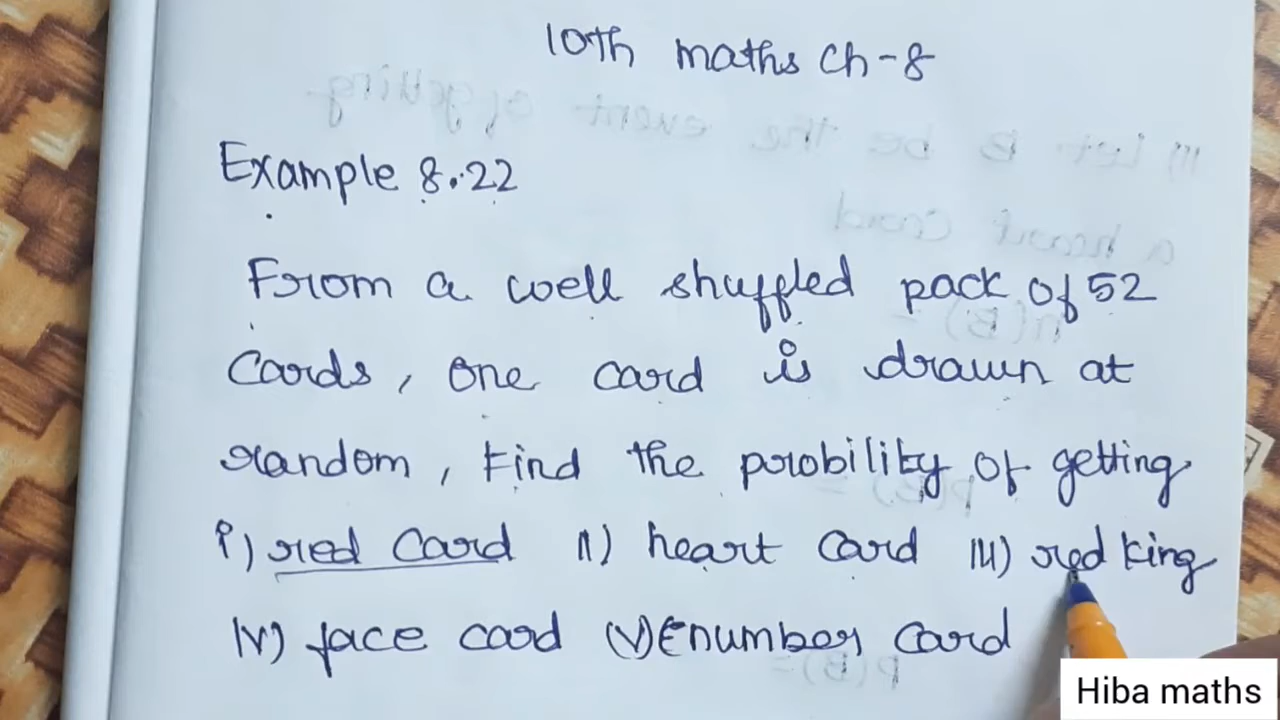 10th maths Ch-8
Example 8.22
From a well shuffled pack of 52
Cards, One card is drawn at
random, Find the probility of getting
i) red Card II) heart Card III) red king
IV) face card (V) Enumber Card
Hiba maths